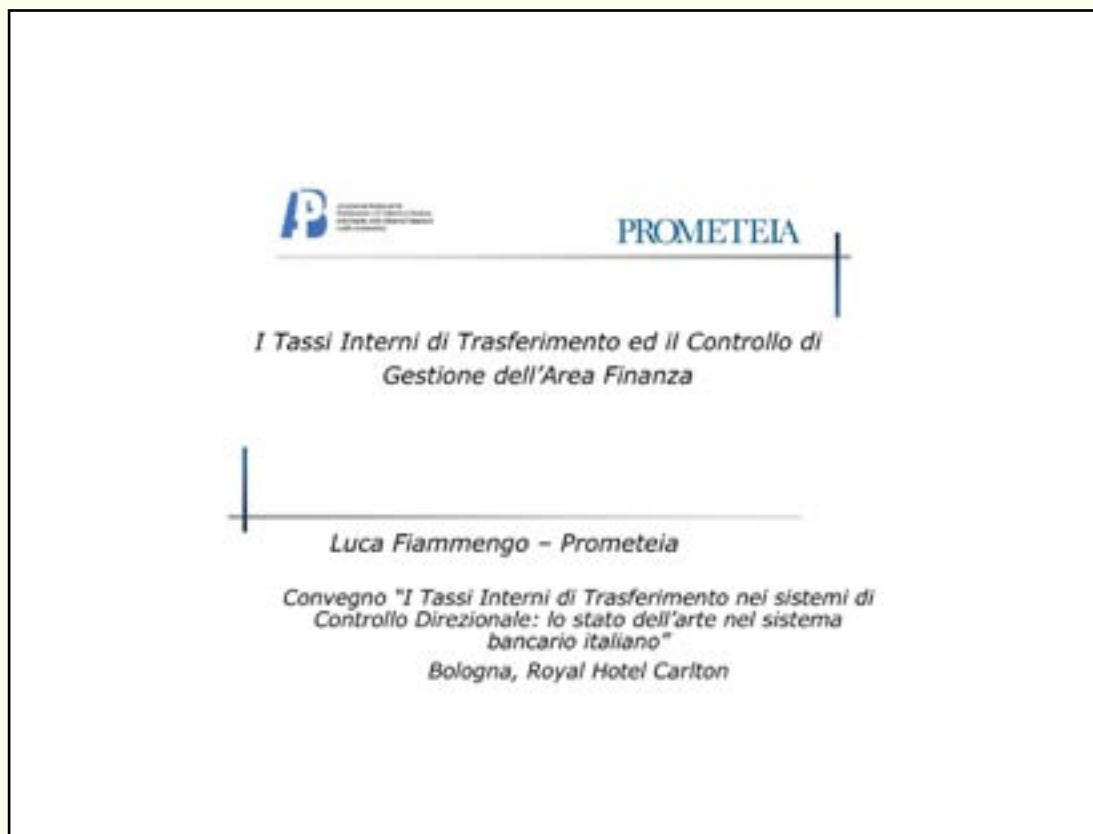 AP
PROMETEIA
I Tassi Interni di Trasferimento ed il Controllo di
Gestione dell'Area Finanza
Luca Fiammengo – Prometeia
Convegno "I Tassi Interni di Trasferimento nei sistemi di
Controllo Direzionale: lo stato dell'arte nel sistema
bancario italiano"
Bologna, Royal Hotel Carlton